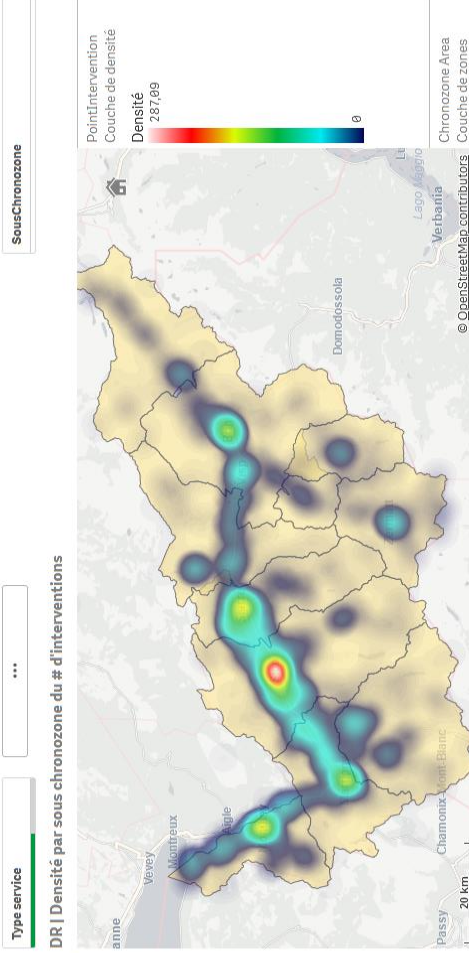 Type service
...
SousChronozone
DR | Densité par sous chronozone du # d'interventions
PointIntervention
Couche de densité
Densité
287,09
0
Chronozone Area
Couche de zones
Vevey
Montreux
Domodossola
Lago Maggio
Verbania
Chamonix-Mont-Blanc
Passy
20 km
© OpenStreetMap contributors